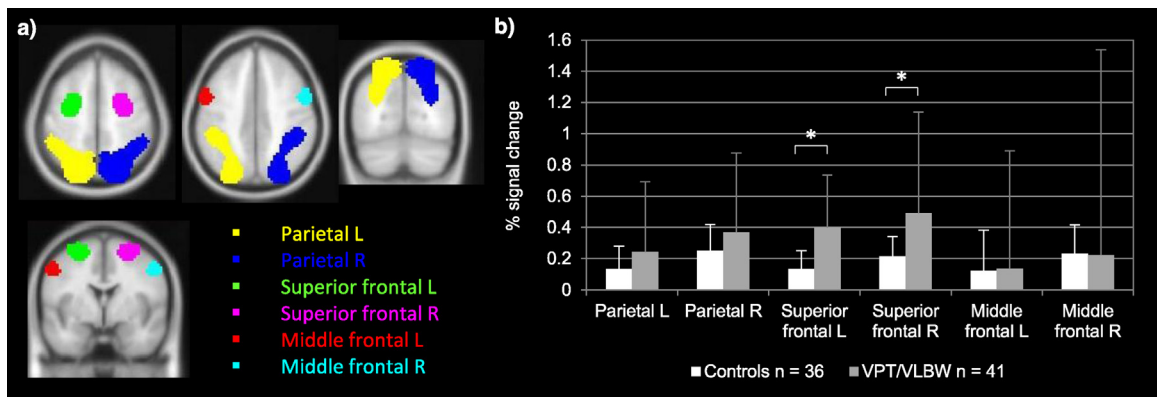 a)
Parietal L
Parietal R
Superior frontal L
Superior frontal R
Middle frontal L
Middle frontal R
b)
% signal change
1.6
1.4
1.2
1
0.8
0.6
0.4
0.2
0
*
*
Parietal L
Parietal R
Superior
frontal L
Superior
frontal R
Middle
frontal L
Middle
frontal R
Controls n = 36
VPT/VLBW n = 41